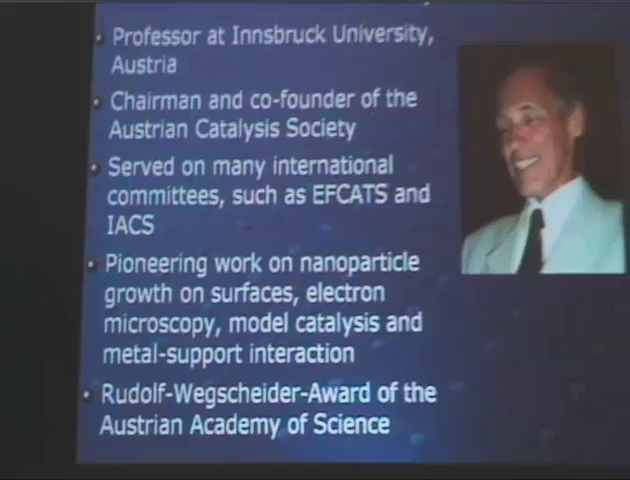 Professor at Innsbruck University,
Austria
Chairman and co-founder of the
Austrian Catalysis Society
Served on many international
committees, such as EFCATS and
IACS
Pioneering work on nanoparticle
growth on surfaces, electron
microscopy, model catalysis and
metal-support interaction
Rudolf-Wegscheider-Award of the
Austrian Academy of Science